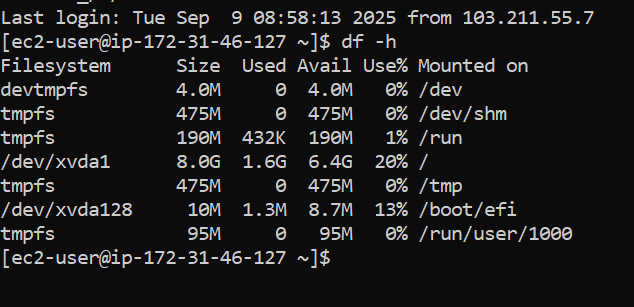 Last login: Tue Sep  9 08:58:13 2025 from 103.211.55.7
[ec2-user@ip-172-31-46-127 ~]$ df -h
Filesystem      Size  Used Avail Use% Mounted on
devtmpfs        4.0M     0  4.0M   0% /dev
tmpfs           475M     0  475M   0% /dev/shm
tmpfs           190M  432K  190M   1% /run
/dev/xvda1      8.0G  1.6G  6.4G  20% /
tmpfs           475M     0  475M   0% /tmp
/dev/xvda128     10M  1.3M  8.7M  13% /boot/efi
tmpfs            95M     0   95M   0% /run/user/1000
[ec2-user@ip-172-31-46-127 ~]$